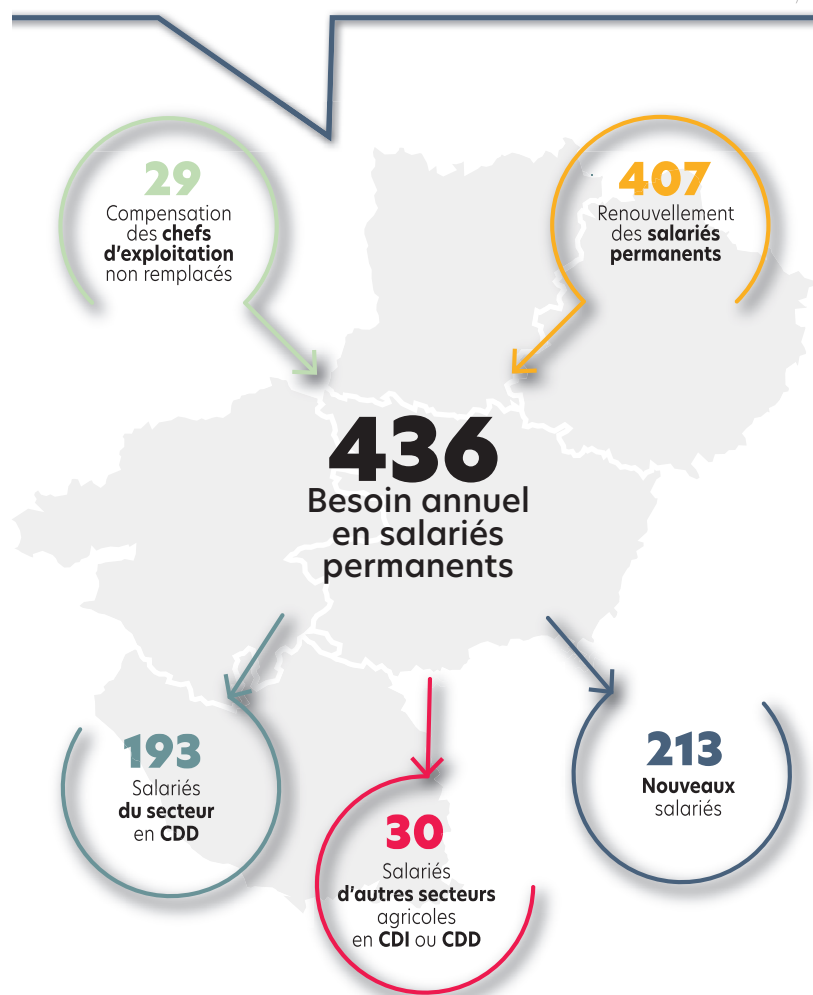 29
Compensation
des chefs
d'exploitation
non remplacés
407
Renouvellement
des salariés
permanents
436
Besoin annuel
en salariés
permanents
193
Salariés
du secteur
en CDD
30
Salariés
d'autres secteurs
agricoles
en CDI ou CDD
213
Nouveaux
salariés